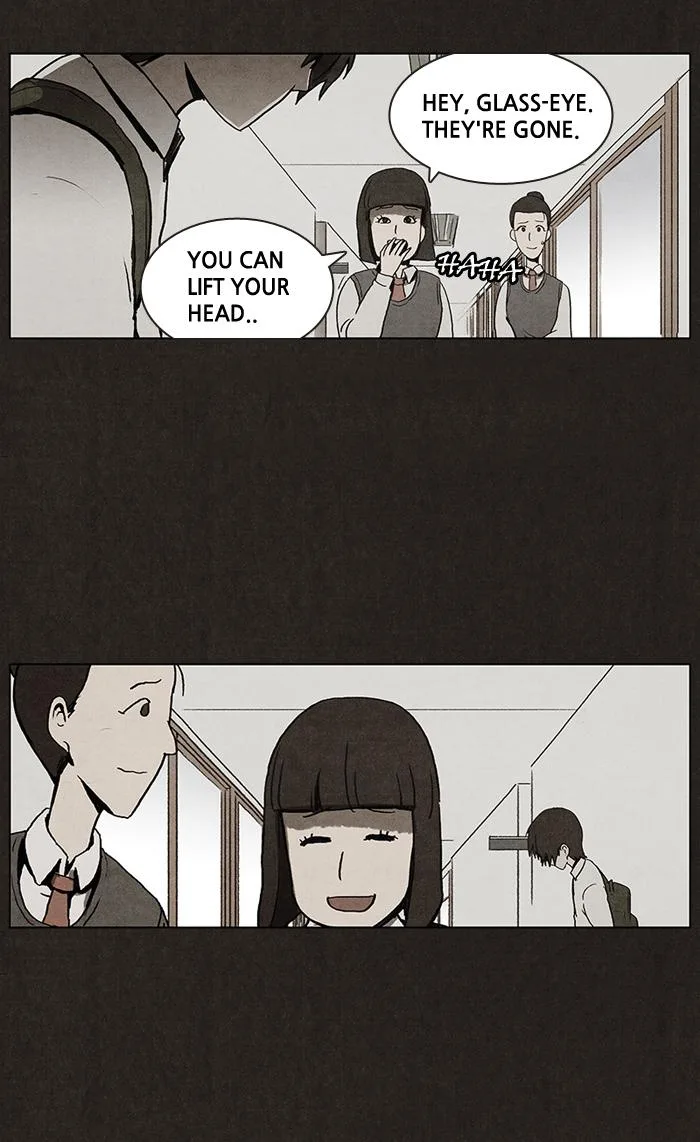 HEY, GLASS-EYE.
THEY'RE GONE.
YOU CAN
LIFT YOUR
HEAD..
HAHA